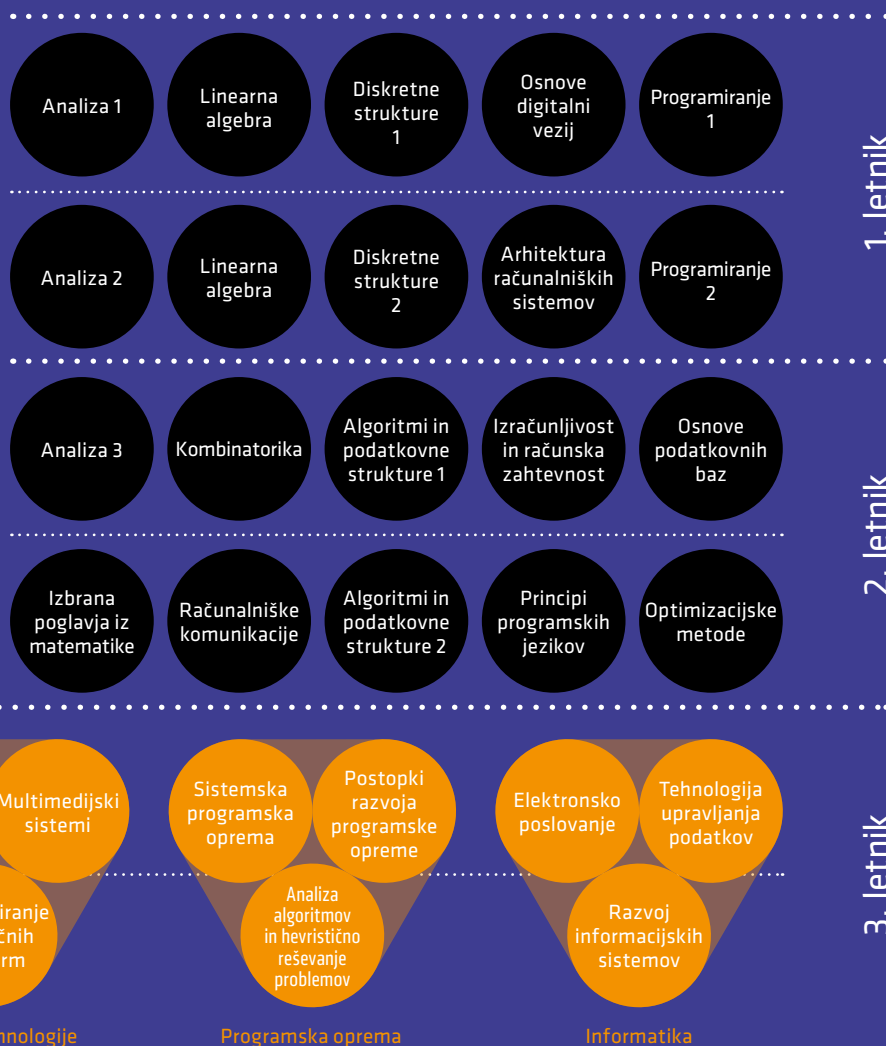 Analiza 1
Linearna
algebra
Diskretne
strukture
1
Osnove
digitalni
vezij
Programiranje
1
1. letnik
Analiza 2
Linearna
algebra
Diskretne
strukture
2
Arhitektura
računalniških
sistemov
Programiranje
2
Analiza 3
Kombinatorika
Algoritmi in
podatkovne
strukture 1
Izračunljivost
in računska
zahtevnost
Osnove
podatkovnih
baz
2. letnik
Izbrana
poglavja iz
matematike
Računalniške
komunikacije
Algoritmi in
podatkovne
strukture 2
Principi
programskih
jezikov
Optimizacijske
metode
Multimedijski
sistemi
Sistemska
programska
oprema
Postopki
razvoja
programske
opreme
Elektronsko
poslovanje
Tehnologija
upravljanja
podatkov
3. letnik
Analiza
algoritmov
in hevristično
reševanje
problemov
Razvoj
informacijskih
sistemov
Programska oprema
Informatika